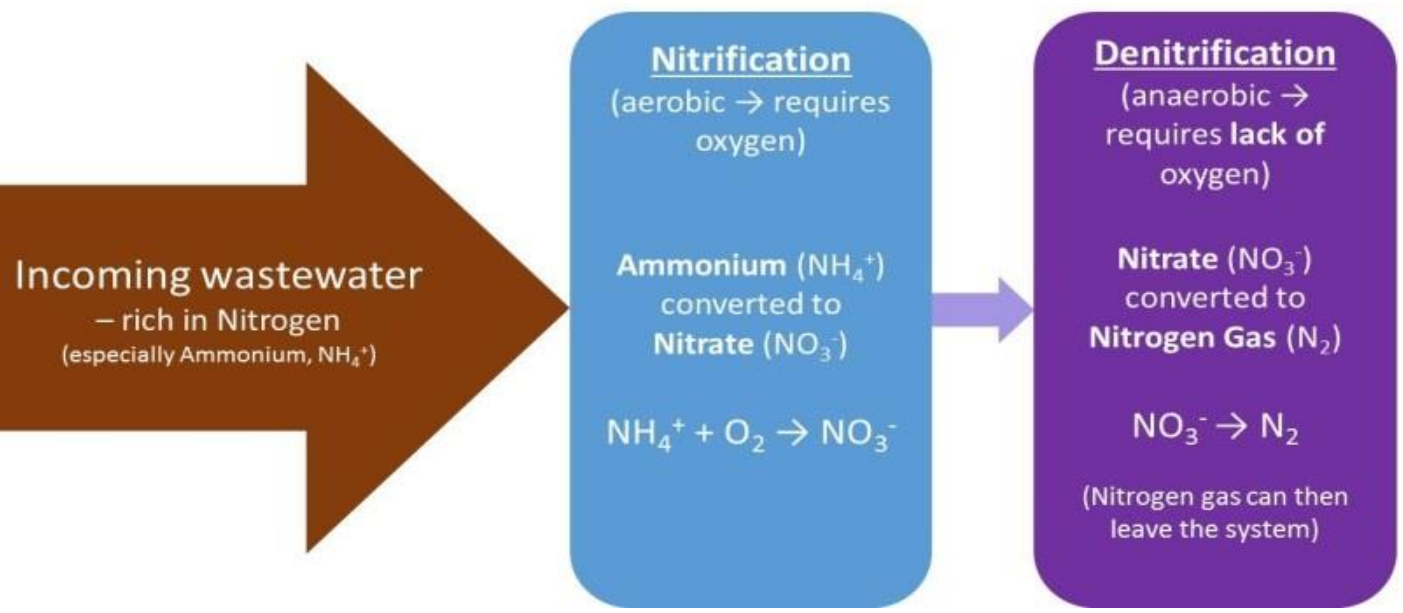 Incoming wastewater
– rich in Nitrogen
(especially Ammonium, NH₄⁺)
Nitrification
(aerobic → requires
oxygen)
Ammonium (NH₄⁺)
converted to
Nitrate (NO₃⁻)
NH₄⁺ + O₂ → NO₃⁻
Denitrification
(anaerobic →
requires lack of
oxygen)
Nitrate (NO₃⁻)
converted to
Nitrogen Gas (N₂)
NO₃⁻ → N₂
(Nitrogen gas can then
leave the system)